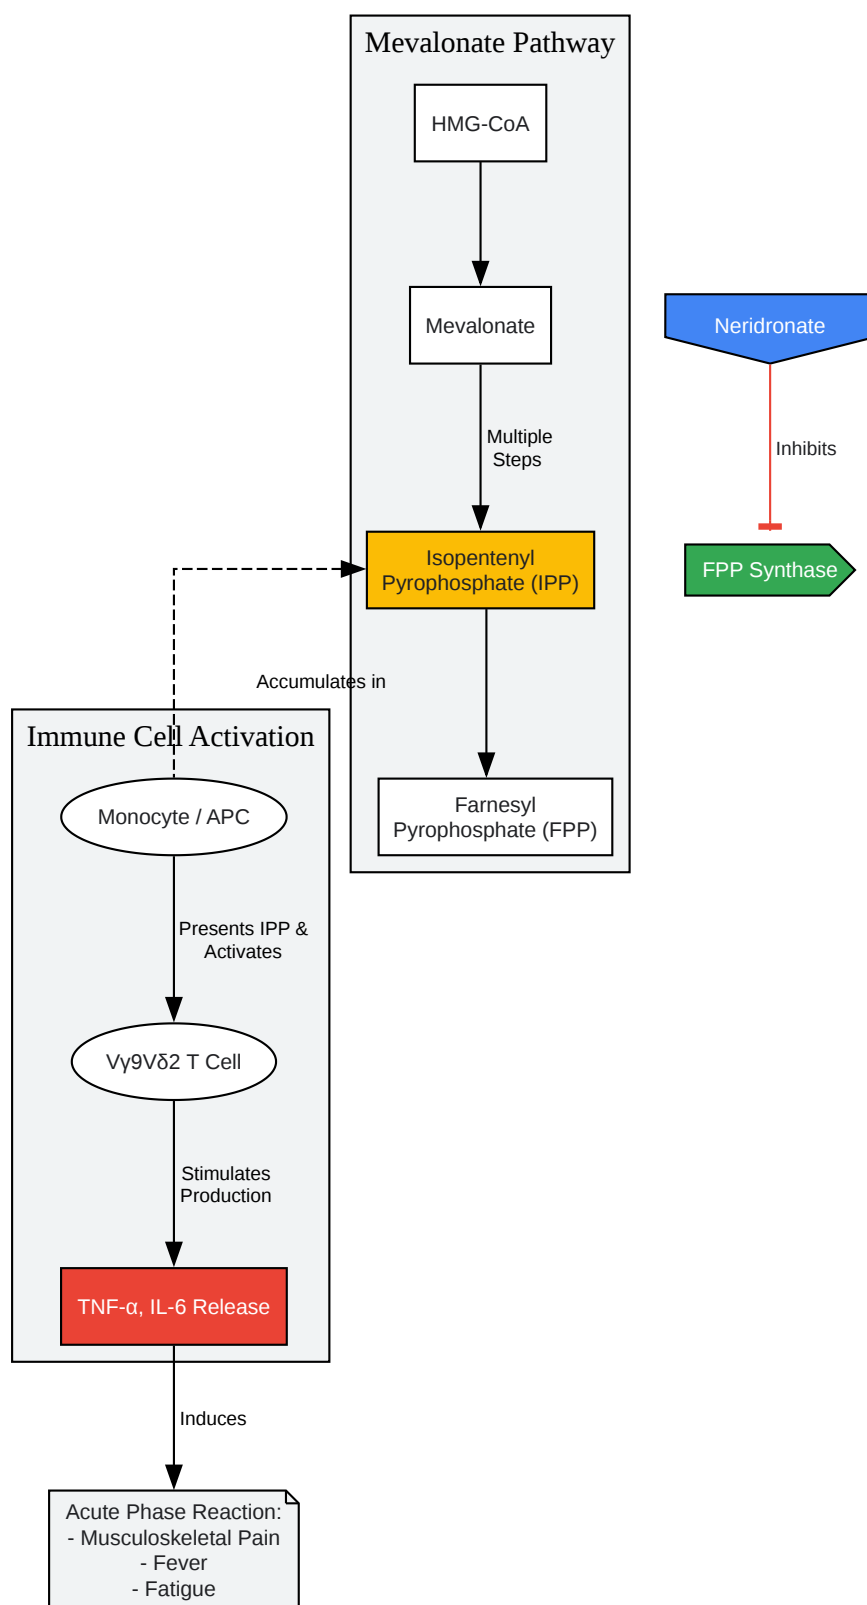 Mevalonate Pathway
HMG-CoA
Mevalonate
Neridronate
Multiple
Steps
Inhibits
Isopentenyl
Pyrophosphate (IPP)
FPP Synthase
Accumulates in
Immune Cell Activation
Farnesyl
Pyrophosphate (FPP)
Monocyte / APC
Presents IPP &
Activates
Vγ9Vδ2 T Cell
Stimulates
Production
TNF-α, IL-6 Release
Induces
Acute Phase Reaction:
- Musculoskeletal Pain
- Fever
- Fatigue